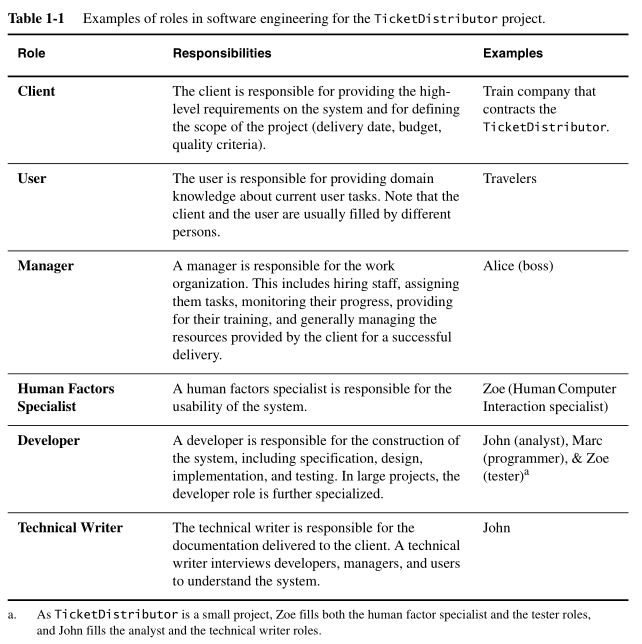 Table 1-1 Examples of roles in software engineering for the TicketDistributor project.
Role Responsibilities Examples
Client The client is responsible for providing the high- Train company that
level requirements on the system and for defining contracts the
the scope of the project (delivery date, budget, TicketDistributor.
quality criteria).
User The user is responsible for providing domain Travelers
knowledge about current user tasks. Note that the
client and the user are usually filled by different
persons.
Manager A manager is responsible for the work Alice (boss)
organization. This includes hiring staff, assigning
them tasks, monitoring their progress, providing
for their training, and generally managing the
resources provided by the client for a successful
delivery.
Human Factors A human factors specialist is responsible for the Zoe (Human Computer
Specialist usability of the system. Interaction specialist)
Developer A developer is responsible for the construction of John (analyst), Marc
the system, including specification, design, (programmer), & Zoe
implementation, and testing. In large projects, the (tester)a
developer role is further specialized.
Technical Writer The technical writer is responsible for the John
documentation delivered to the client. A technical
writer interviews developers, managers, and users
to understand the system.
a. As TicketDistributor is a small project, Zoe fills both the human factor specialist and the tester roles,
and John fills the analyst and the technical writer roles.